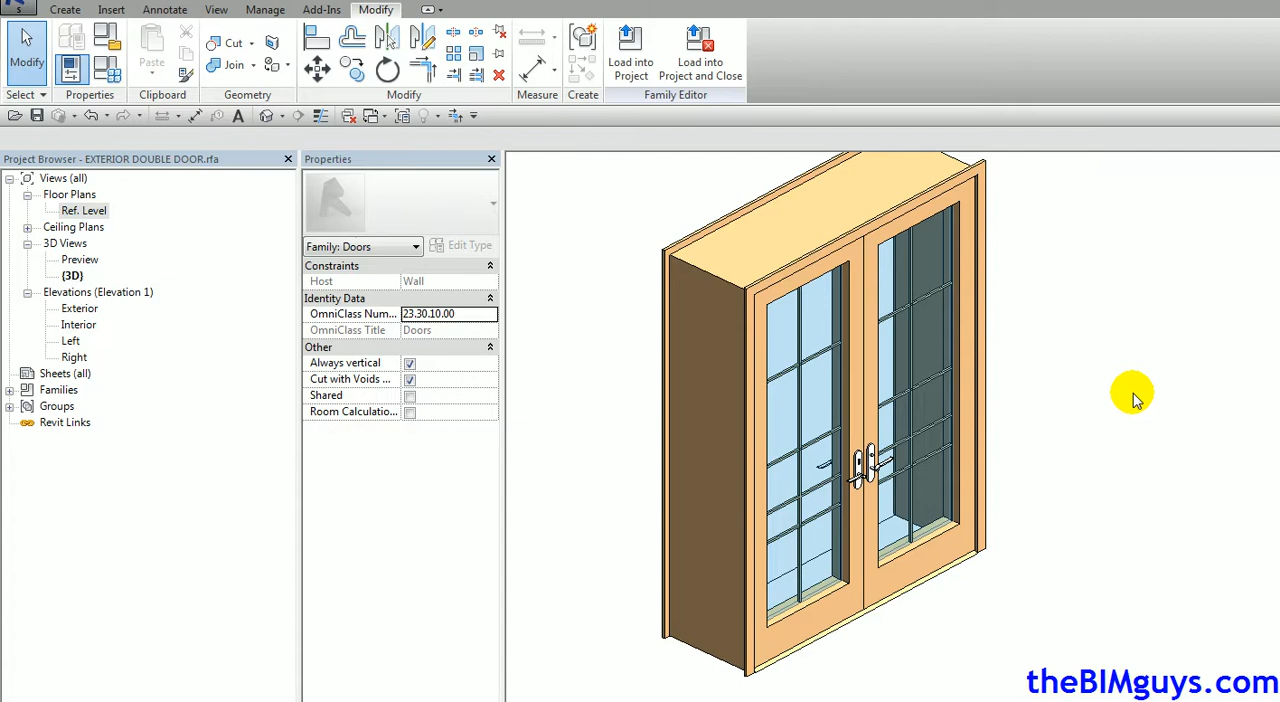 S Create Insert Annotate View Manage Add-Ins Modify
Cut
Join
Modify Paste Load into Project Load into Project and Close
Select Properties Clipboard Geometry Modify Measure Create Family Editor
A
Project Browser - EXTERIOR DOUBLE DOOR.rfa
Views (all)
Floor Plans
Ref. Level
Ceiling Plans
3D Views
Preview
{3D}
Elevations (Elevation 1)
Exterior
Interior
Left
Right
Sheets (all)
Families
Groups
Revit Links
Properties
Family: Doors Edit Type
Constraints
Host Wall
Identity Data
OmniClass Num... 23.30.10.00
OmniClass Title Doors
Other
Always vertical
Cut with Voids ...
Shared
Room Calculatio...
theBIMguys.com